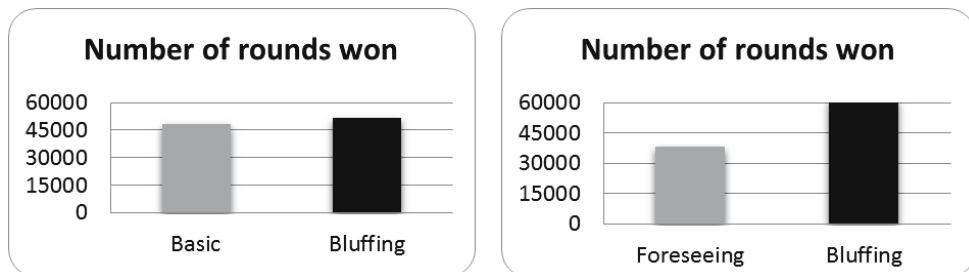 Number of rounds won
60000
45000
30000
15000
0
Basic
Bluffing
Number of rounds won
60000
45000
30000
15000
0
Foreseeing
Bluffing